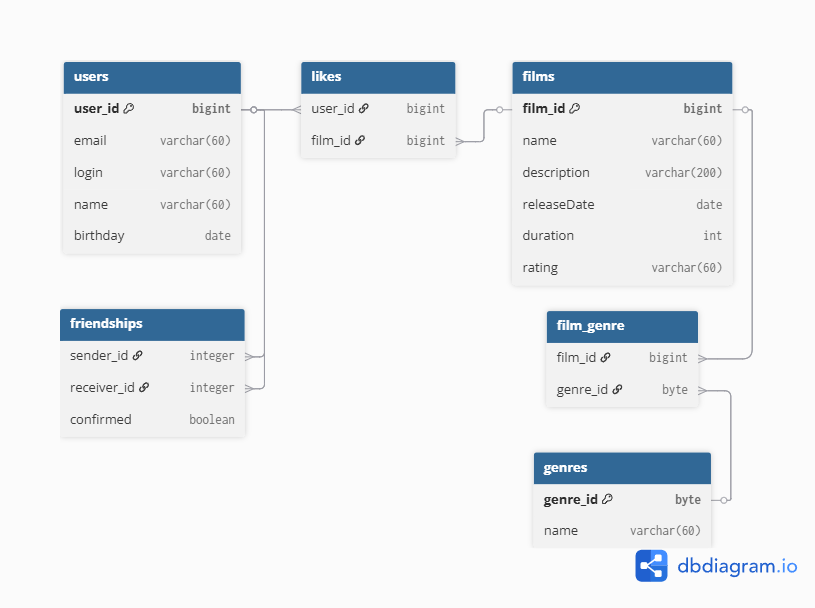 users
user_id bigint
email varchar(60)
login varchar(60)
name varchar(60)
birthday date
likes
user_id bigint
film_id bigint
films
film_id bigint
name varchar(60)
description varchar(200)
releaseDate date
duration int
rating varchar(60)
friendships
sender_id integer
receiver_id integer
confirmed boolean
film_genre
film_id bigint
genre_id byte
genres
genre_id byte
name varchar(60)
dbdiagram.io